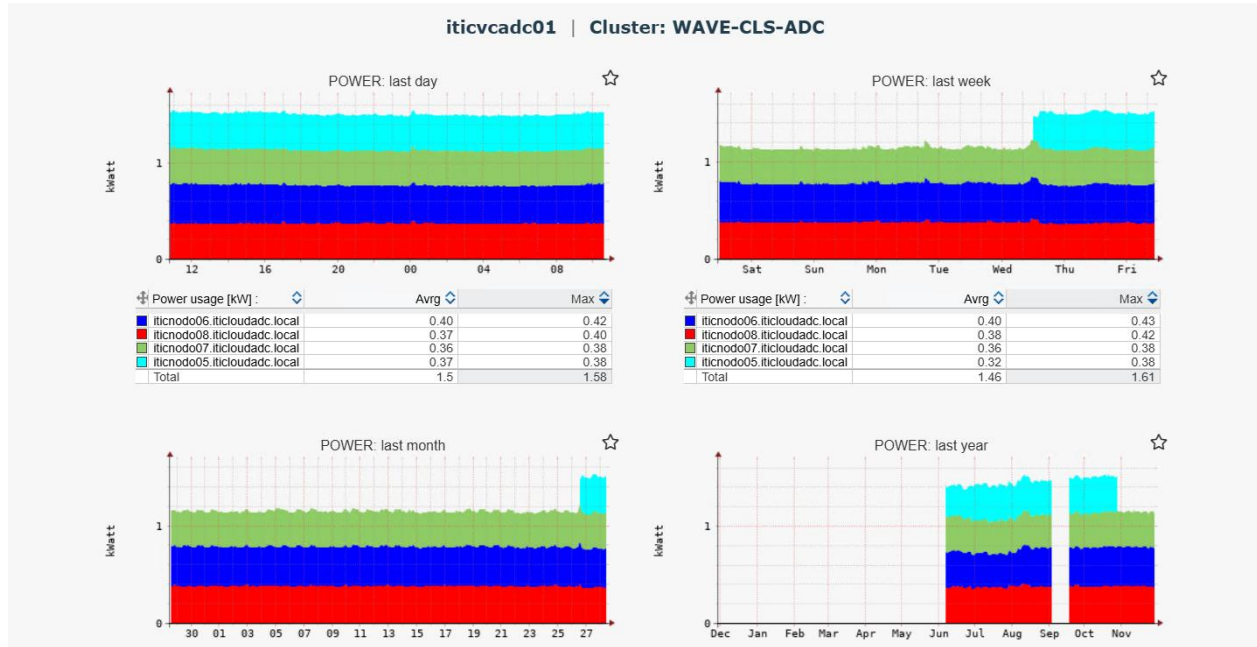 iticvcadc01 | Cluster: WAVE-CLS-ADC
POWER: last day
kWatt
1
0
12 16 20 00 04 08
Power usage [kW] : Avrg Max
iticnodo06.iticloudadc.local 0.40 0.42
iticnodo08.iticloudadc.local 0.37 0.40
iticnodo07.iticloudadc.local 0.36 0.38
iticnodo05.iticloudadc.local 0.37 0.38
Total 1.5 1.58
POWER: last week
kWatt
1
0
Sat Sun Mon Tue Wed Thu Fri
Power usage [kW] : Avrg Max
iticnodo06.iticloudadc.local 0.40 0.43
iticnodo08.iticloudadc.local 0.38 0.42
iticnodo07.iticloudadc.local 0.36 0.38
iticnodo05.iticloudadc.local 0.32 0.38
Total 1.46 1.61
POWER: last month
kWatt
1
0
30 01 03 05 07 09 11 13 15 17 19 21 23 25 27
POWER: last year
kWatt
1
0
Dec Jan Feb Mar Apr May Jun Jul Aug Sep Oct Nov